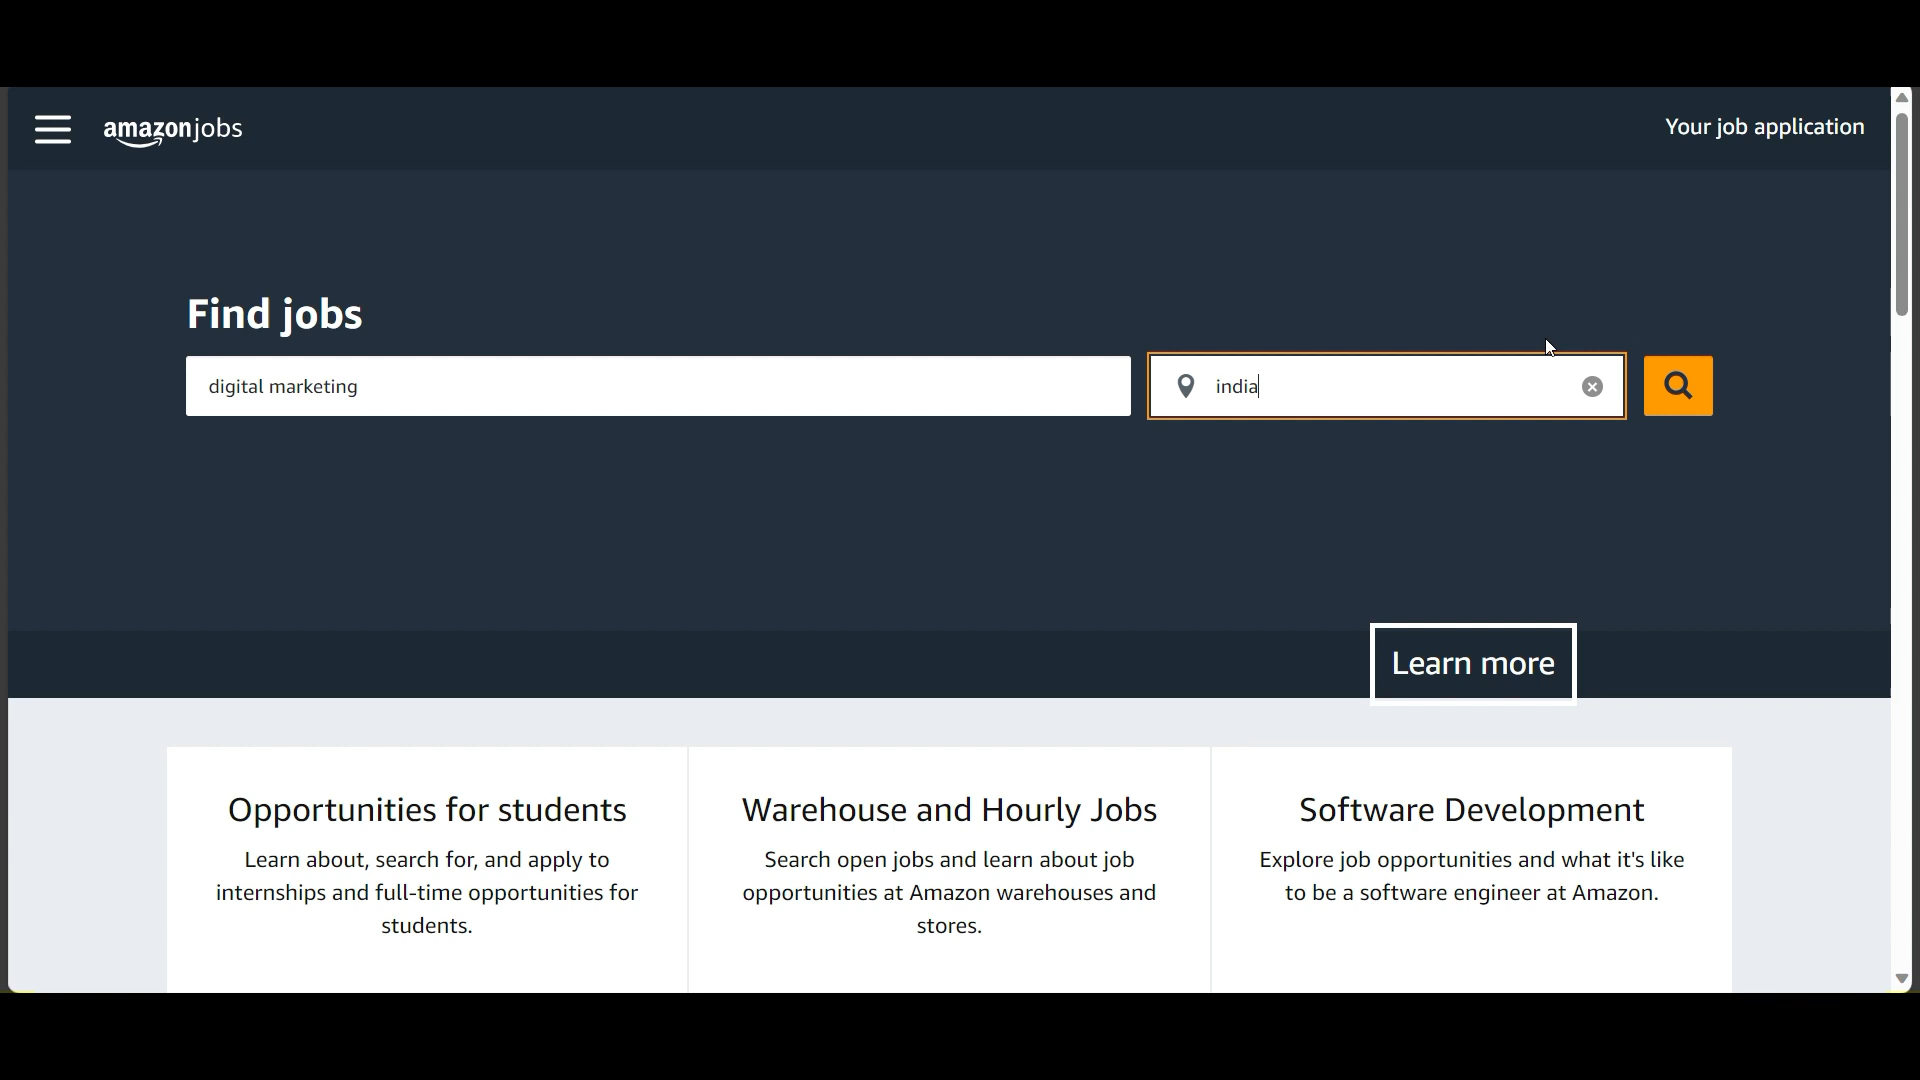 amazon jobs
Your job application
Find jobs
digital marketing
india
Learn more
Opportunities for students
Learn about, search for, and apply to
internships and full-time opportunities for
students.
Warehouse and Hourly Jobs
Search open jobs and learn about job
opportunities at Amazon warehouses and
stores.
Software Development
Explore job opportunities and what it's like
to be a software engineer at Amazon.